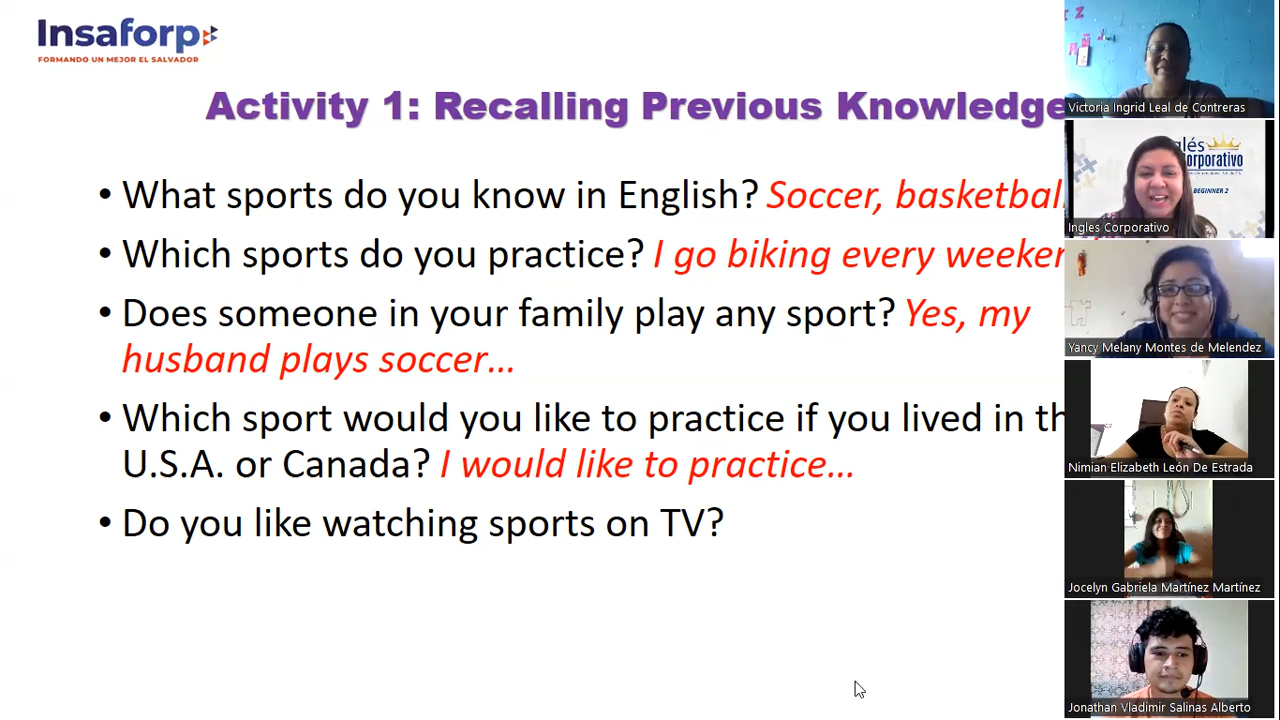 Insaforp
FORMANDO UN MEJOR EL SALVADOR
Activity 1: Recalling Previous Knowledge
• What sports do you know in English? Soccer, basketbal
• Which sports do you practice? I go biking every weeken
• Does someone in your family play any sport? Yes, my
husband plays soccer…
• Which sport would you like to practice if you lived in th
U.S.A. or Canada? I would like to practice…
• Do you like watching sports on TV?
Victoria Ingrid Leal de Contreras
glés
orporativo
BEGINNER 2
Ingles Corporativo
Yancy Melany Montes de Melendez
Nimian Elizabeth León De Estrada
Jocelyn Gabriela Martínez Martínez
Jonathan Vladimir Salinas Alberto